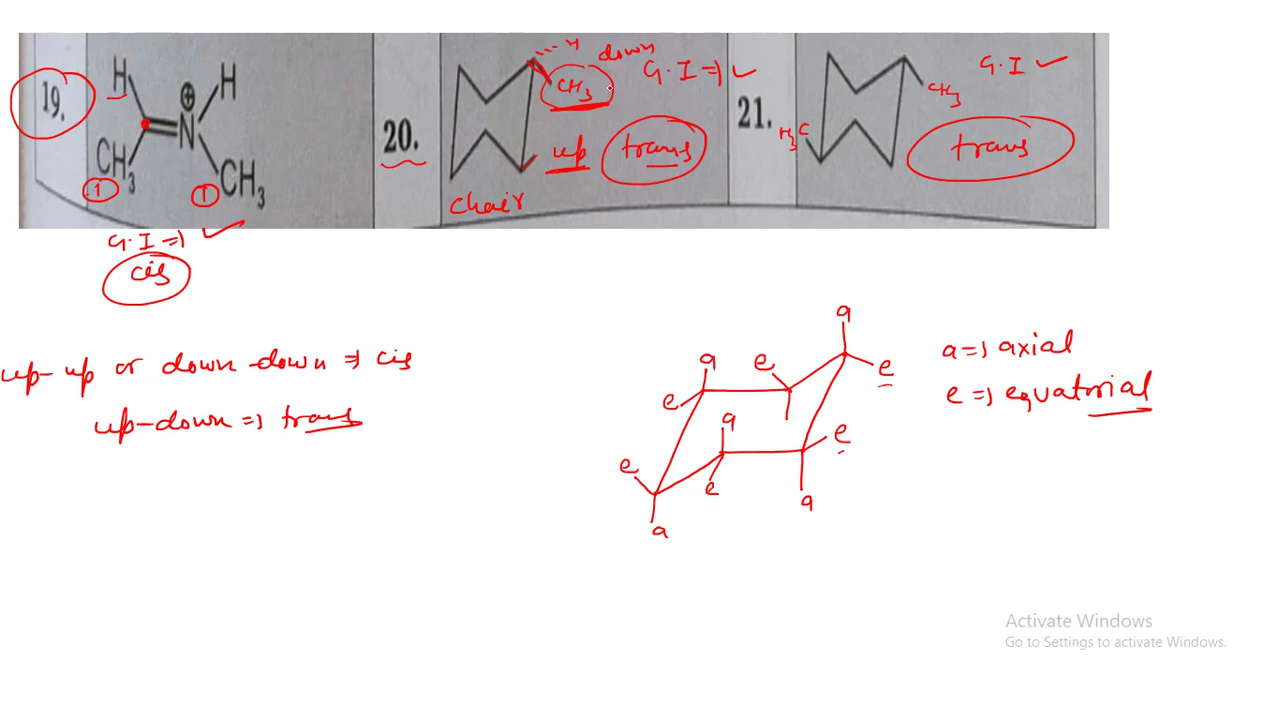 19.
H
⊕
H
N
CH3
CH3
1
1
G.I ⇒ ✓
cis
20.
down
CH3
G.I ⇒ ✓
up
trans
chair
21.
G.I ✓
CH3
H3C
trans
up-up or down-down ⇒ cis
up-down ⇒ trans
a
a e e
e
a e
e
e a
a
a ⇒ axial
e ⇒ equatorial
Activate Windows
Go to Settings to activate Windows.